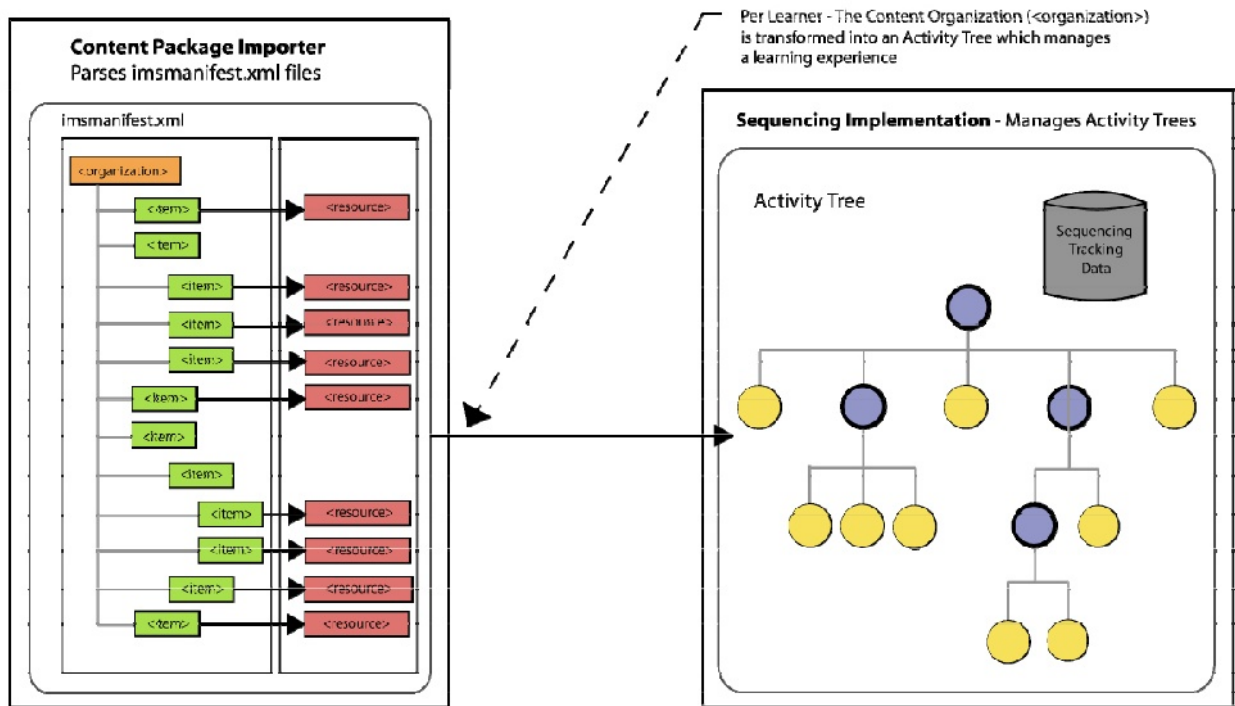 Per Learner - The Content Organization (<organization>)
is transformed into an Activity Tree which manages
a learning experience
Content Package Importer
Parses imsmanifest.xml files
imsmanifest.xml
<organization>
<item>
<resource>
<item>
<item>
<resource>
<item>
<resource>
<item>
<resource>
<item>
<resource>
<item>
<item>
<item>
<resource>
<item>
<resource>
<item>
<resource>
<item>
<resource>
Sequencing Implementation - Manages Activity Trees
Activity Tree
Sequencing
Tracking
Data